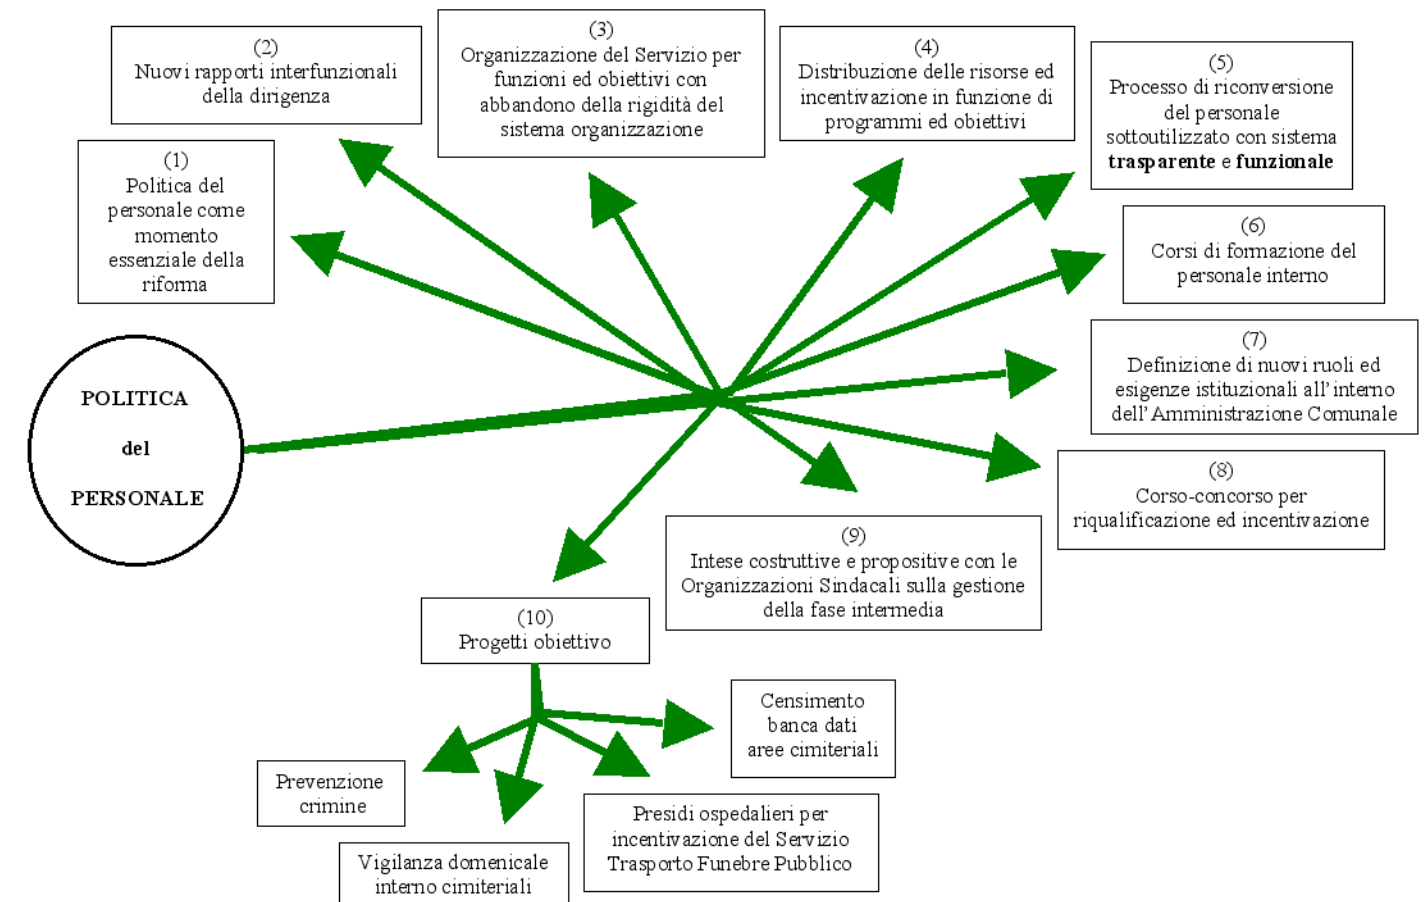 (1)
Politica del
personale come
momento
essenziale della
riforma
(2)
Nuovi rapporti interfunzionali
della dirigenza
(3)
Organizzazione del Servizio per
funzioni ed obiettivi con
abbandono della rigidità del
sistema organizzazione
(4)
Distribuzione delle risorse ed
incentivazione in funzione di
programmi ed obiettivi
(5)
Processo di riconversione
del personale
sottoutilizzato con sistema
trasparente e funzionale
(6)
Corsi di formazione del
personale interno
(7)
Definizione di nuovi ruoli ed
esigenze istituzionali all'interno
dell'Amministrazione Comunale
(8)
Corso-concorso per
riqualificazione ed incentivazione
(9)
Intese costruttive e propositive con le
Organizzazioni Sindacali sulla gestione
della fase intermedia
(10)
Progetti obiettivo
POLITICA
del
PERSONALE
Prevenzione
crimine
Vigilanza domenicale
interno cimiteriali
Presidi ospedalieri per
incentivazione del Servizio
Trasporto Funebre Pubblico
Censimento
banca dati
aree cimiteriali